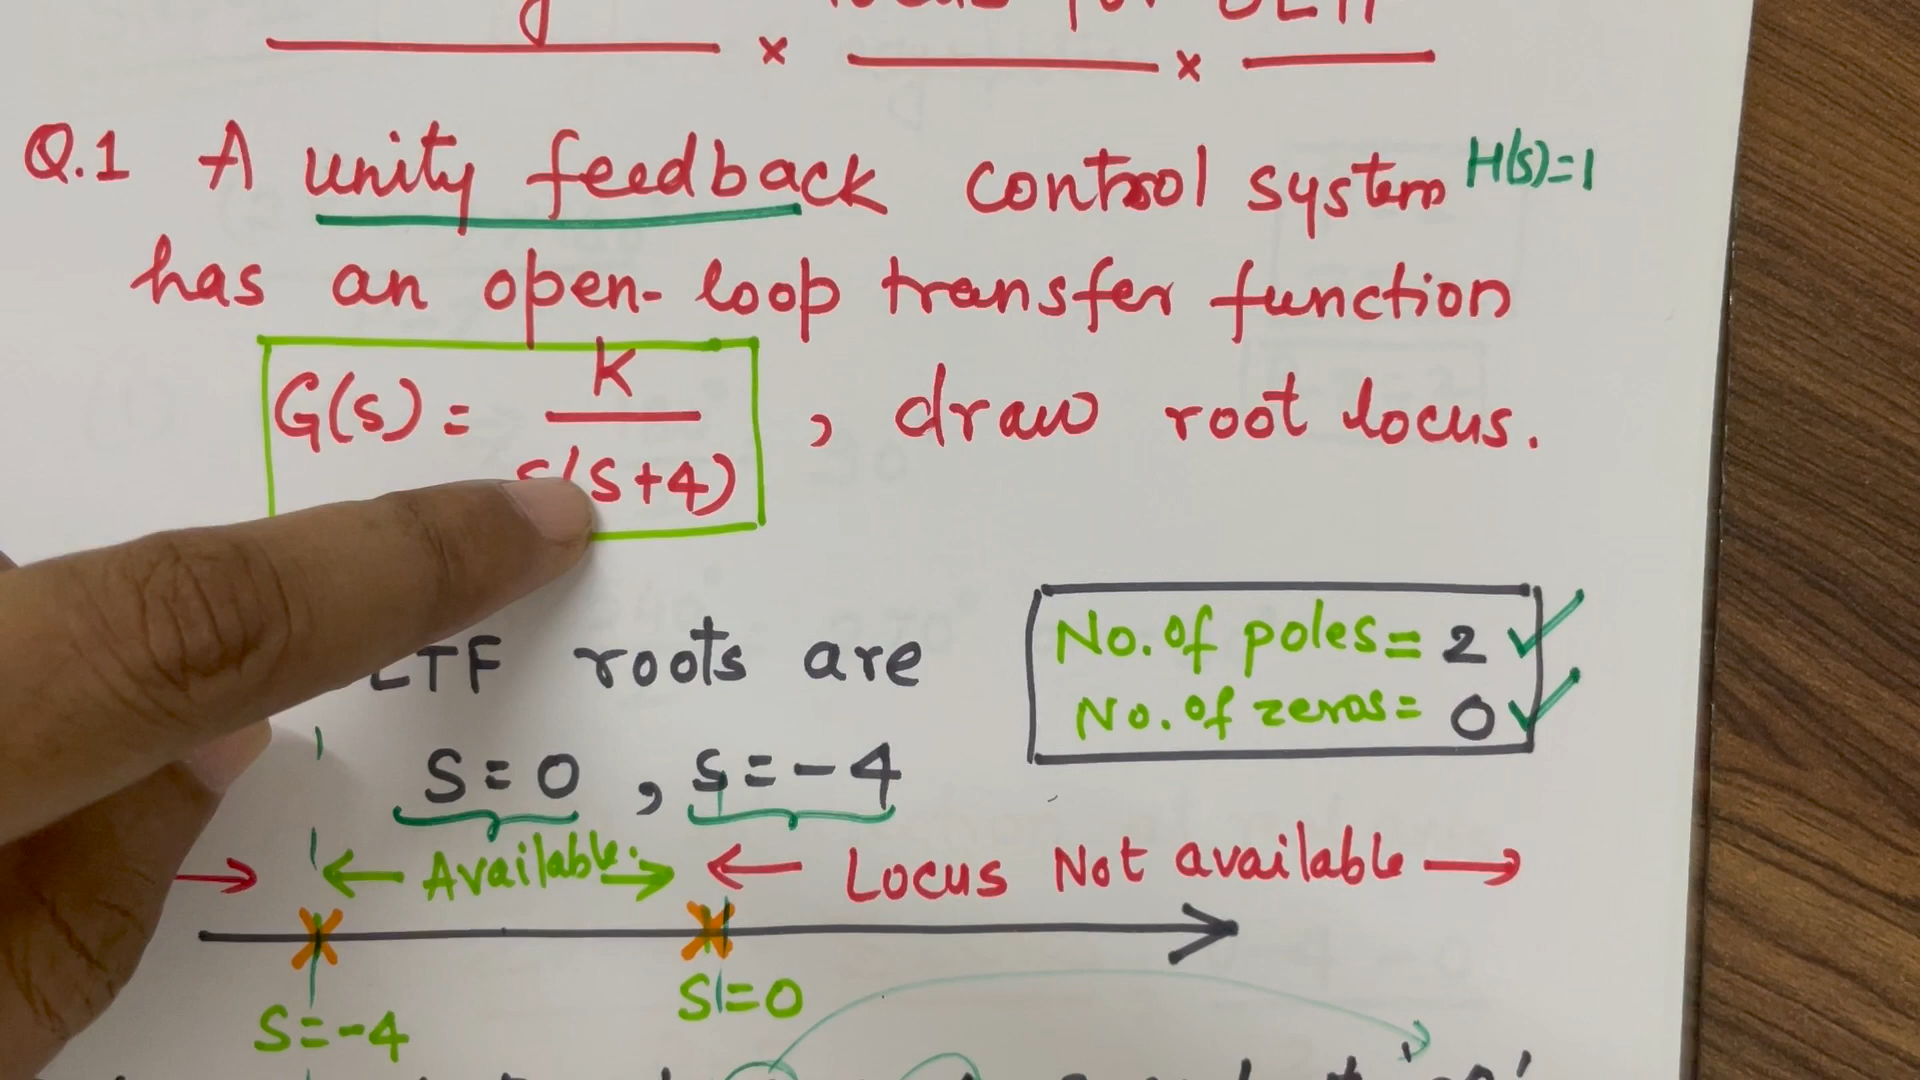 Q.1 A unity feedback control system H(s)=1
has an open-loop transfer function
G(s) = K / s(s+4) , draw root locus.
No. of poles = 2 ✓
No. of zeros = 0 ✓
LTF roots are
S=0 , S=-4
← Available. → ← Locus Not available →
S=-4 S=0